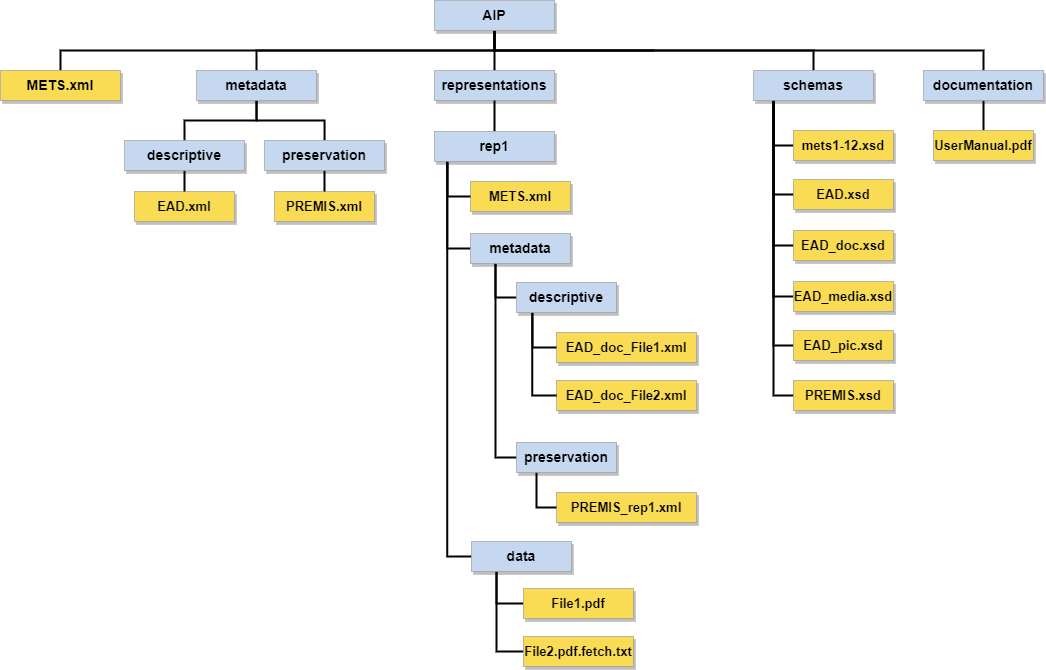 AIP
METS.xml
metadata
representations
schemas
documentation
descriptive
preservation
EAD.xml
PREMIS.xml
rep1
METS.xml
metadata
descriptive
EAD_doc_File1.xml
EAD_doc_File2.xml
preservation
PREMIS_rep1.xml
data
File1.pdf
File2.pdf.fetch.txt
mets1-12.xsd
EAD.xsd
EAD_doc.xsd
EAD_media.xsd
EAD_pic.xsd
PREMIS.xsd
UserManual.pdf